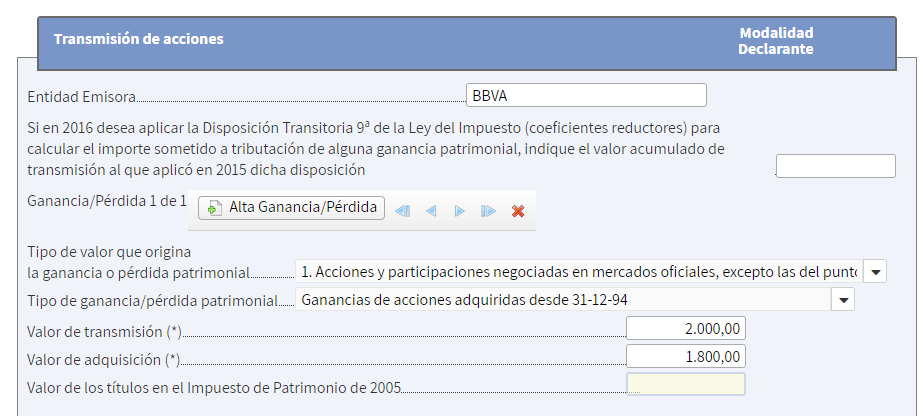 Transmisión de acciones
Modalidad
Declarante
Entidad Emisora
BBVA
Si en 2016 desea aplicar la Disposición Transitoria 9ª de la Ley del Impuesto (coeficientes reductores) para
calcular el importe sometido a tributación de alguna ganancia patrimonial, indique el valor acumulado de
transmisión al que aplicó en 2015 dicha disposición
Ganancia/Pérdida 1 de 1
Alta Ganancia/Pérdida
Tipo de valor que origina
la ganancia o pérdida patrimonial
1. Acciones y participaciones negociadas en mercados oficiales, excepto las del
Tipo de ganancia/pérdida patrimonial
Ganancias de acciones adquiridas desde 31-12-94
Valor de transmisión (*)
2.000,00
Valor de adquisición (*)
1.800,00
Valor de los títulos en el Impuesto de Patrimonio de 2005